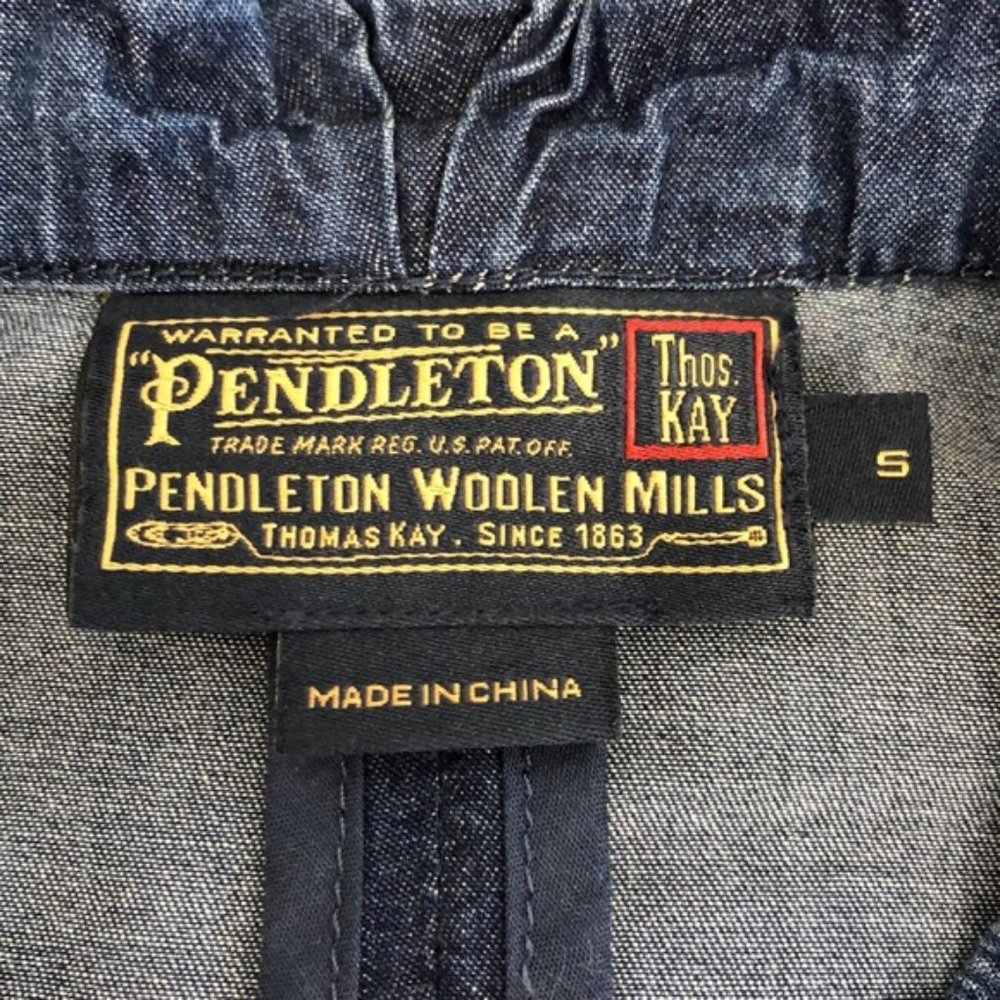 WARRANTED TO BE A
"PENDLETON"
TRADE MARK REG. U.S. PAT. OFF.
Thos.
KAY
PENDLETON WOOLEN MILLS
THOMAS KAY. SINCE 1863
S
MADE IN CHINA